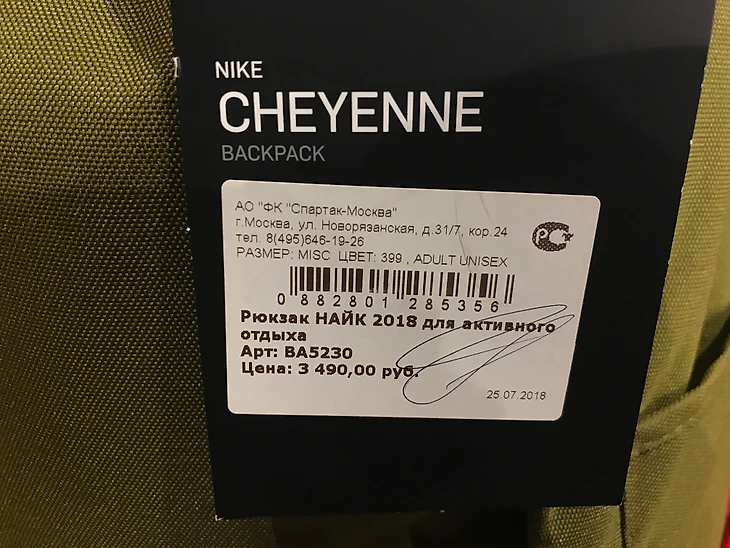 NIKE
CHEYENNE
BACKPACK
АО "ФК "Спартак-Москва"
г.Москва, ул. Новорязанская, д.31/7, кор.24
тел. 8(495)646-19-26
РАЗМЕР: MISC ЦВЕТ: 399 , ADULT UNISEX
0 882801 285356
Рюкзак НАЙК 2018 для активного
отдыха
Арт: BA5230
Цена: 3 490,00 руб.
25.07.2018